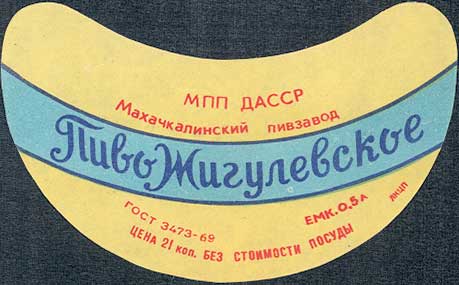 МПП ДАССР
Махачкалинский пивзавод
Пиво Жигулевское
ГОСТ 3473-69
ЕМК. 0,5 л
ЦЕНА 21 коп. БЕЗ СТОИМОСТИ ПОСУДЫ